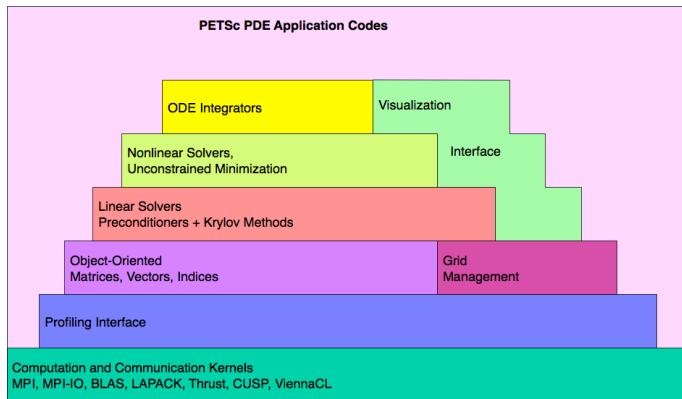 PETSc PDE Application Codes
ODE Integrators
Visualization
Nonlinear Solvers,
Unconstrained Minimization
Interface
Linear Solvers
Preconditioners + Krylov Methods
Object-Oriented
Matrices, Vectors, Indices
Grid
Management
Profiling Interface
Computation and Communication Kernels
MPI, MPI-IO, BLAS, LAPACK, Thrust, CUSP, ViennaCL